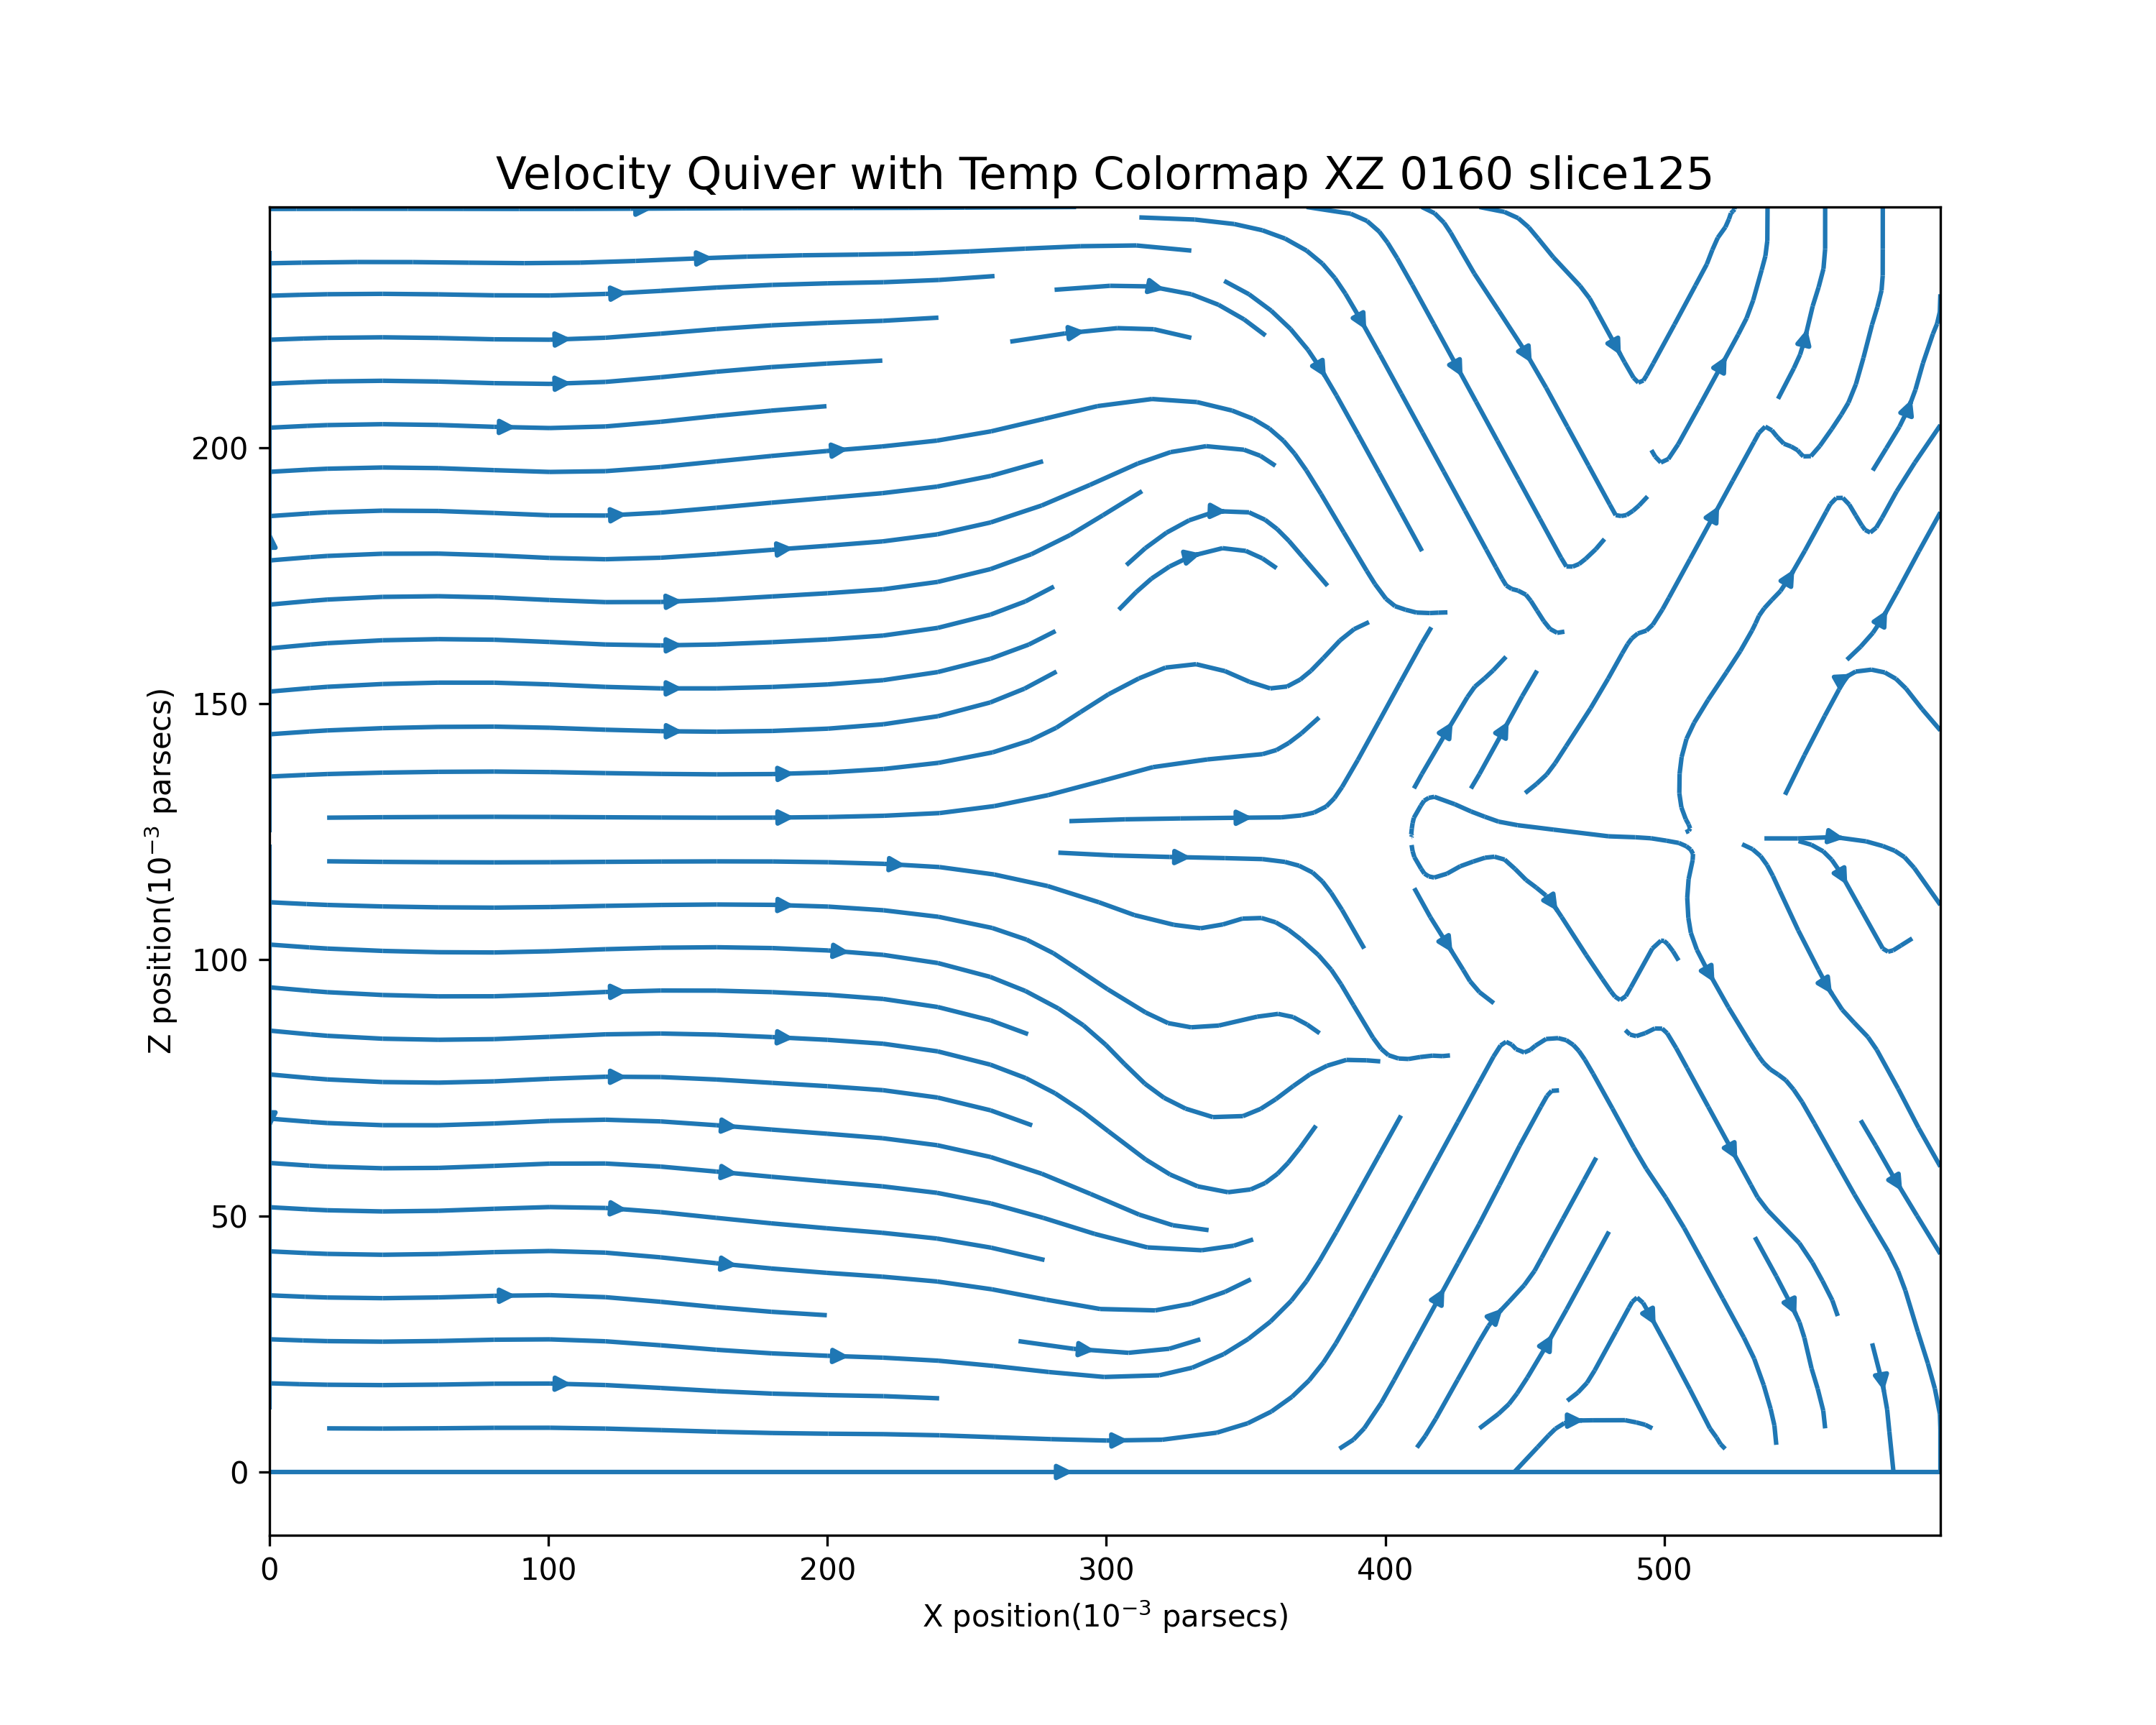 Velocity Quiver with Temp Colormap XZ 0160 slice125
200
150
100
50
0
Z position(10⁻³ parsecs)
0 100 200 300 400 500
X position(10⁻³ parsecs)